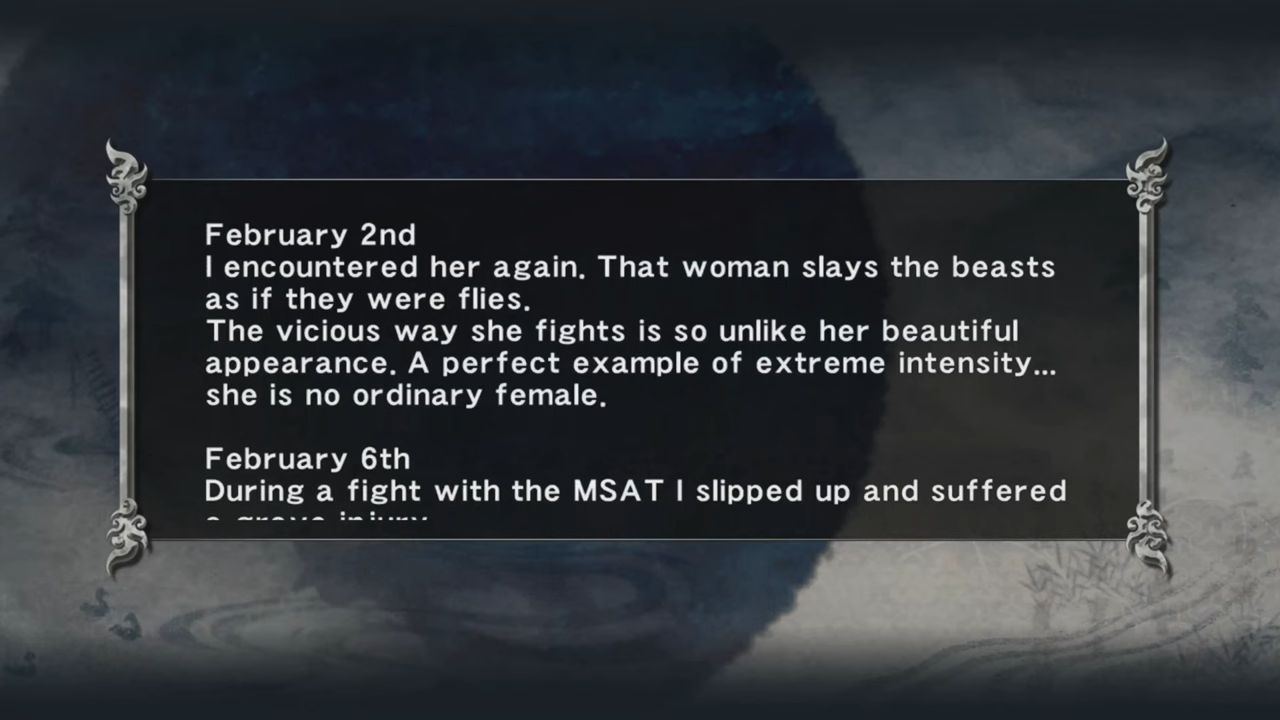 February 2nd
I encountered her again. That woman slays the beasts
as if they were flies.
The vicious way she fights is so unlike her beautiful
appearance. A perfect example of extreme intensity...
she is no ordinary female.
February 6th
During a fight with the MSAT I slipped up and suffered
a grave injury